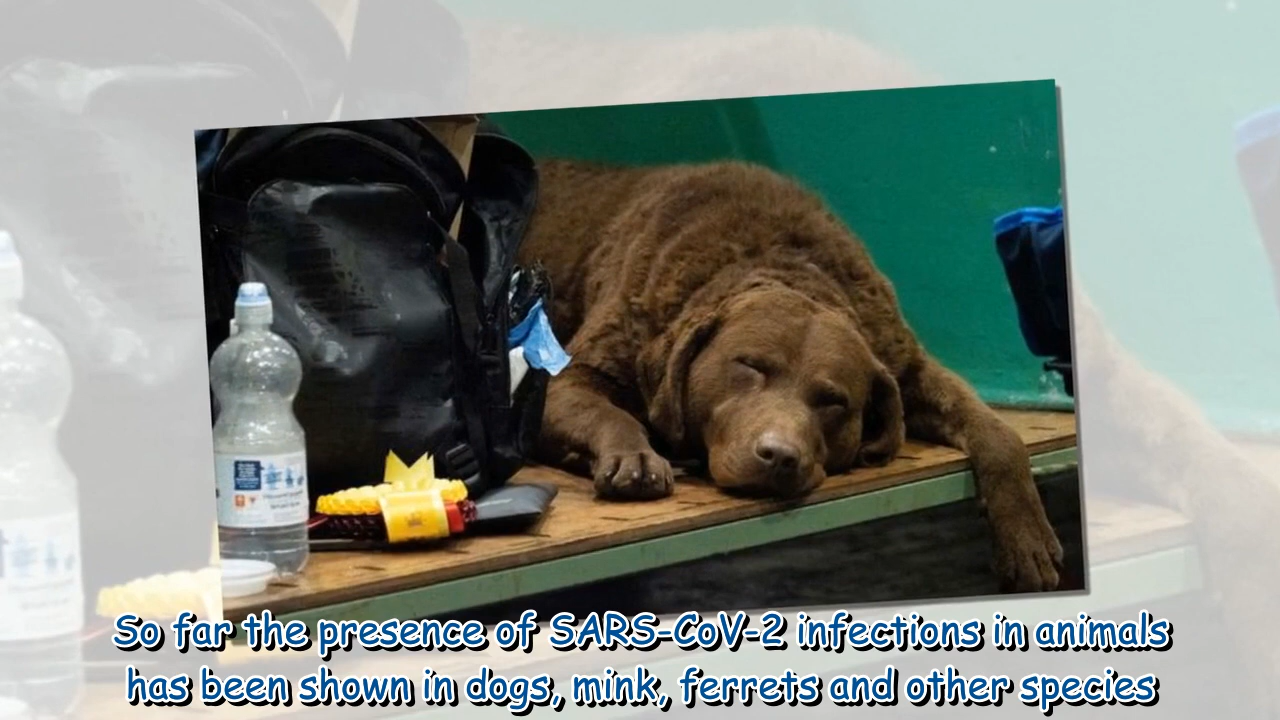 So far the presence of SARS-CoV-2 infections in animals
has been shown in dogs, mink, ferrets and other species